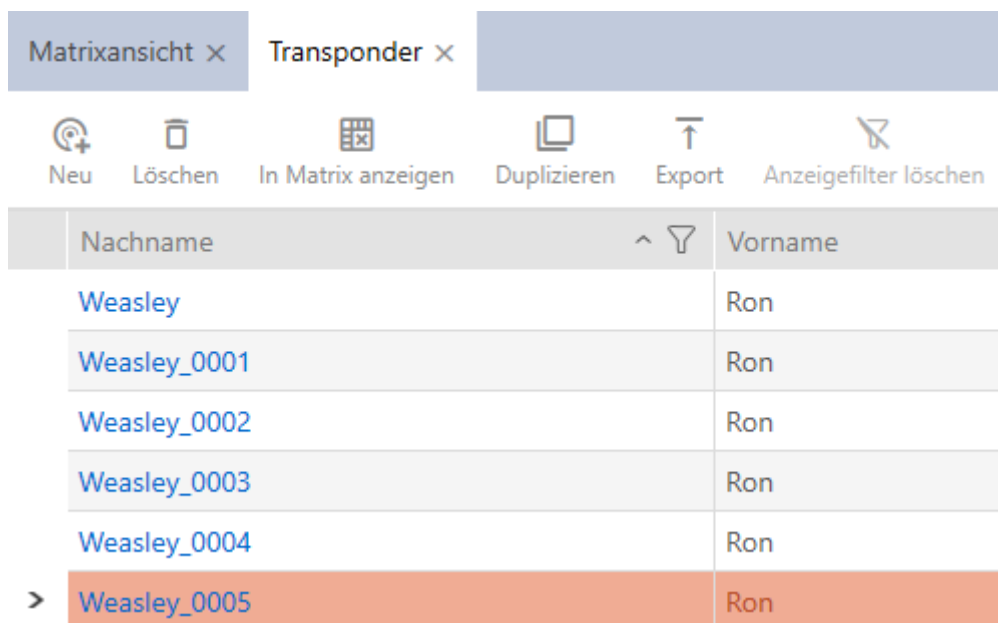 Matrixansicht × Transponder ×
Neu Löschen In Matrix anzeigen Duplizieren Export Anzeigefilter löschen
Nachname Vorname
Weasley Ron
Weasley_0001 Ron
Weasley_0002 Ron
Weasley_0003 Ron
Weasley_0004 Ron
Weasley_0005 Ron